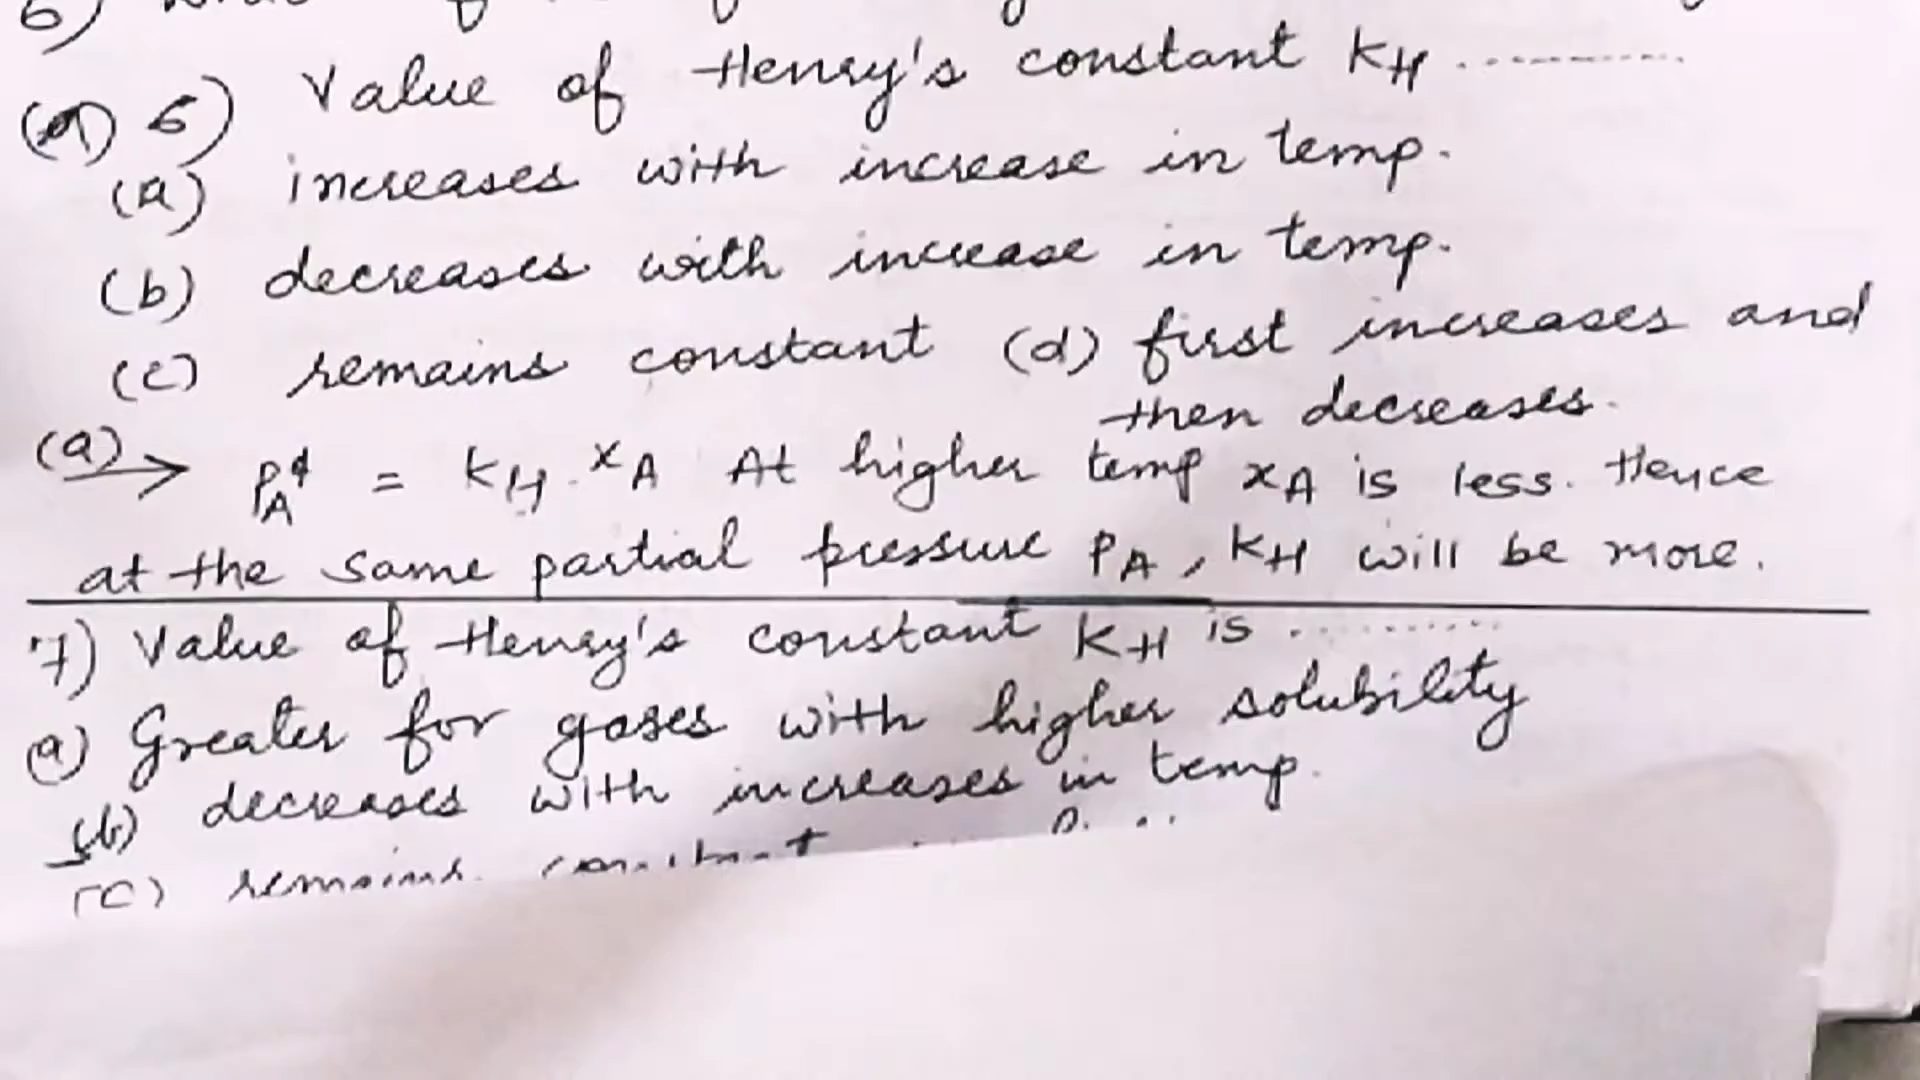 6)
5) Value of Henry's constant KH ............
(a) increases with increase in temp.
(b) decreases with increase in temp.
(c) remains constant (d) first increases and
then decreases.
(a) → PA = KH . xA At higher temp xA is less. Hence
at the same partial pressure PA, KH will be more.
7) Value of Henry's constant KH is ............
(a) Greater for gases with higher solubility
(b) decreases with increases in temp.
(c) remains constant